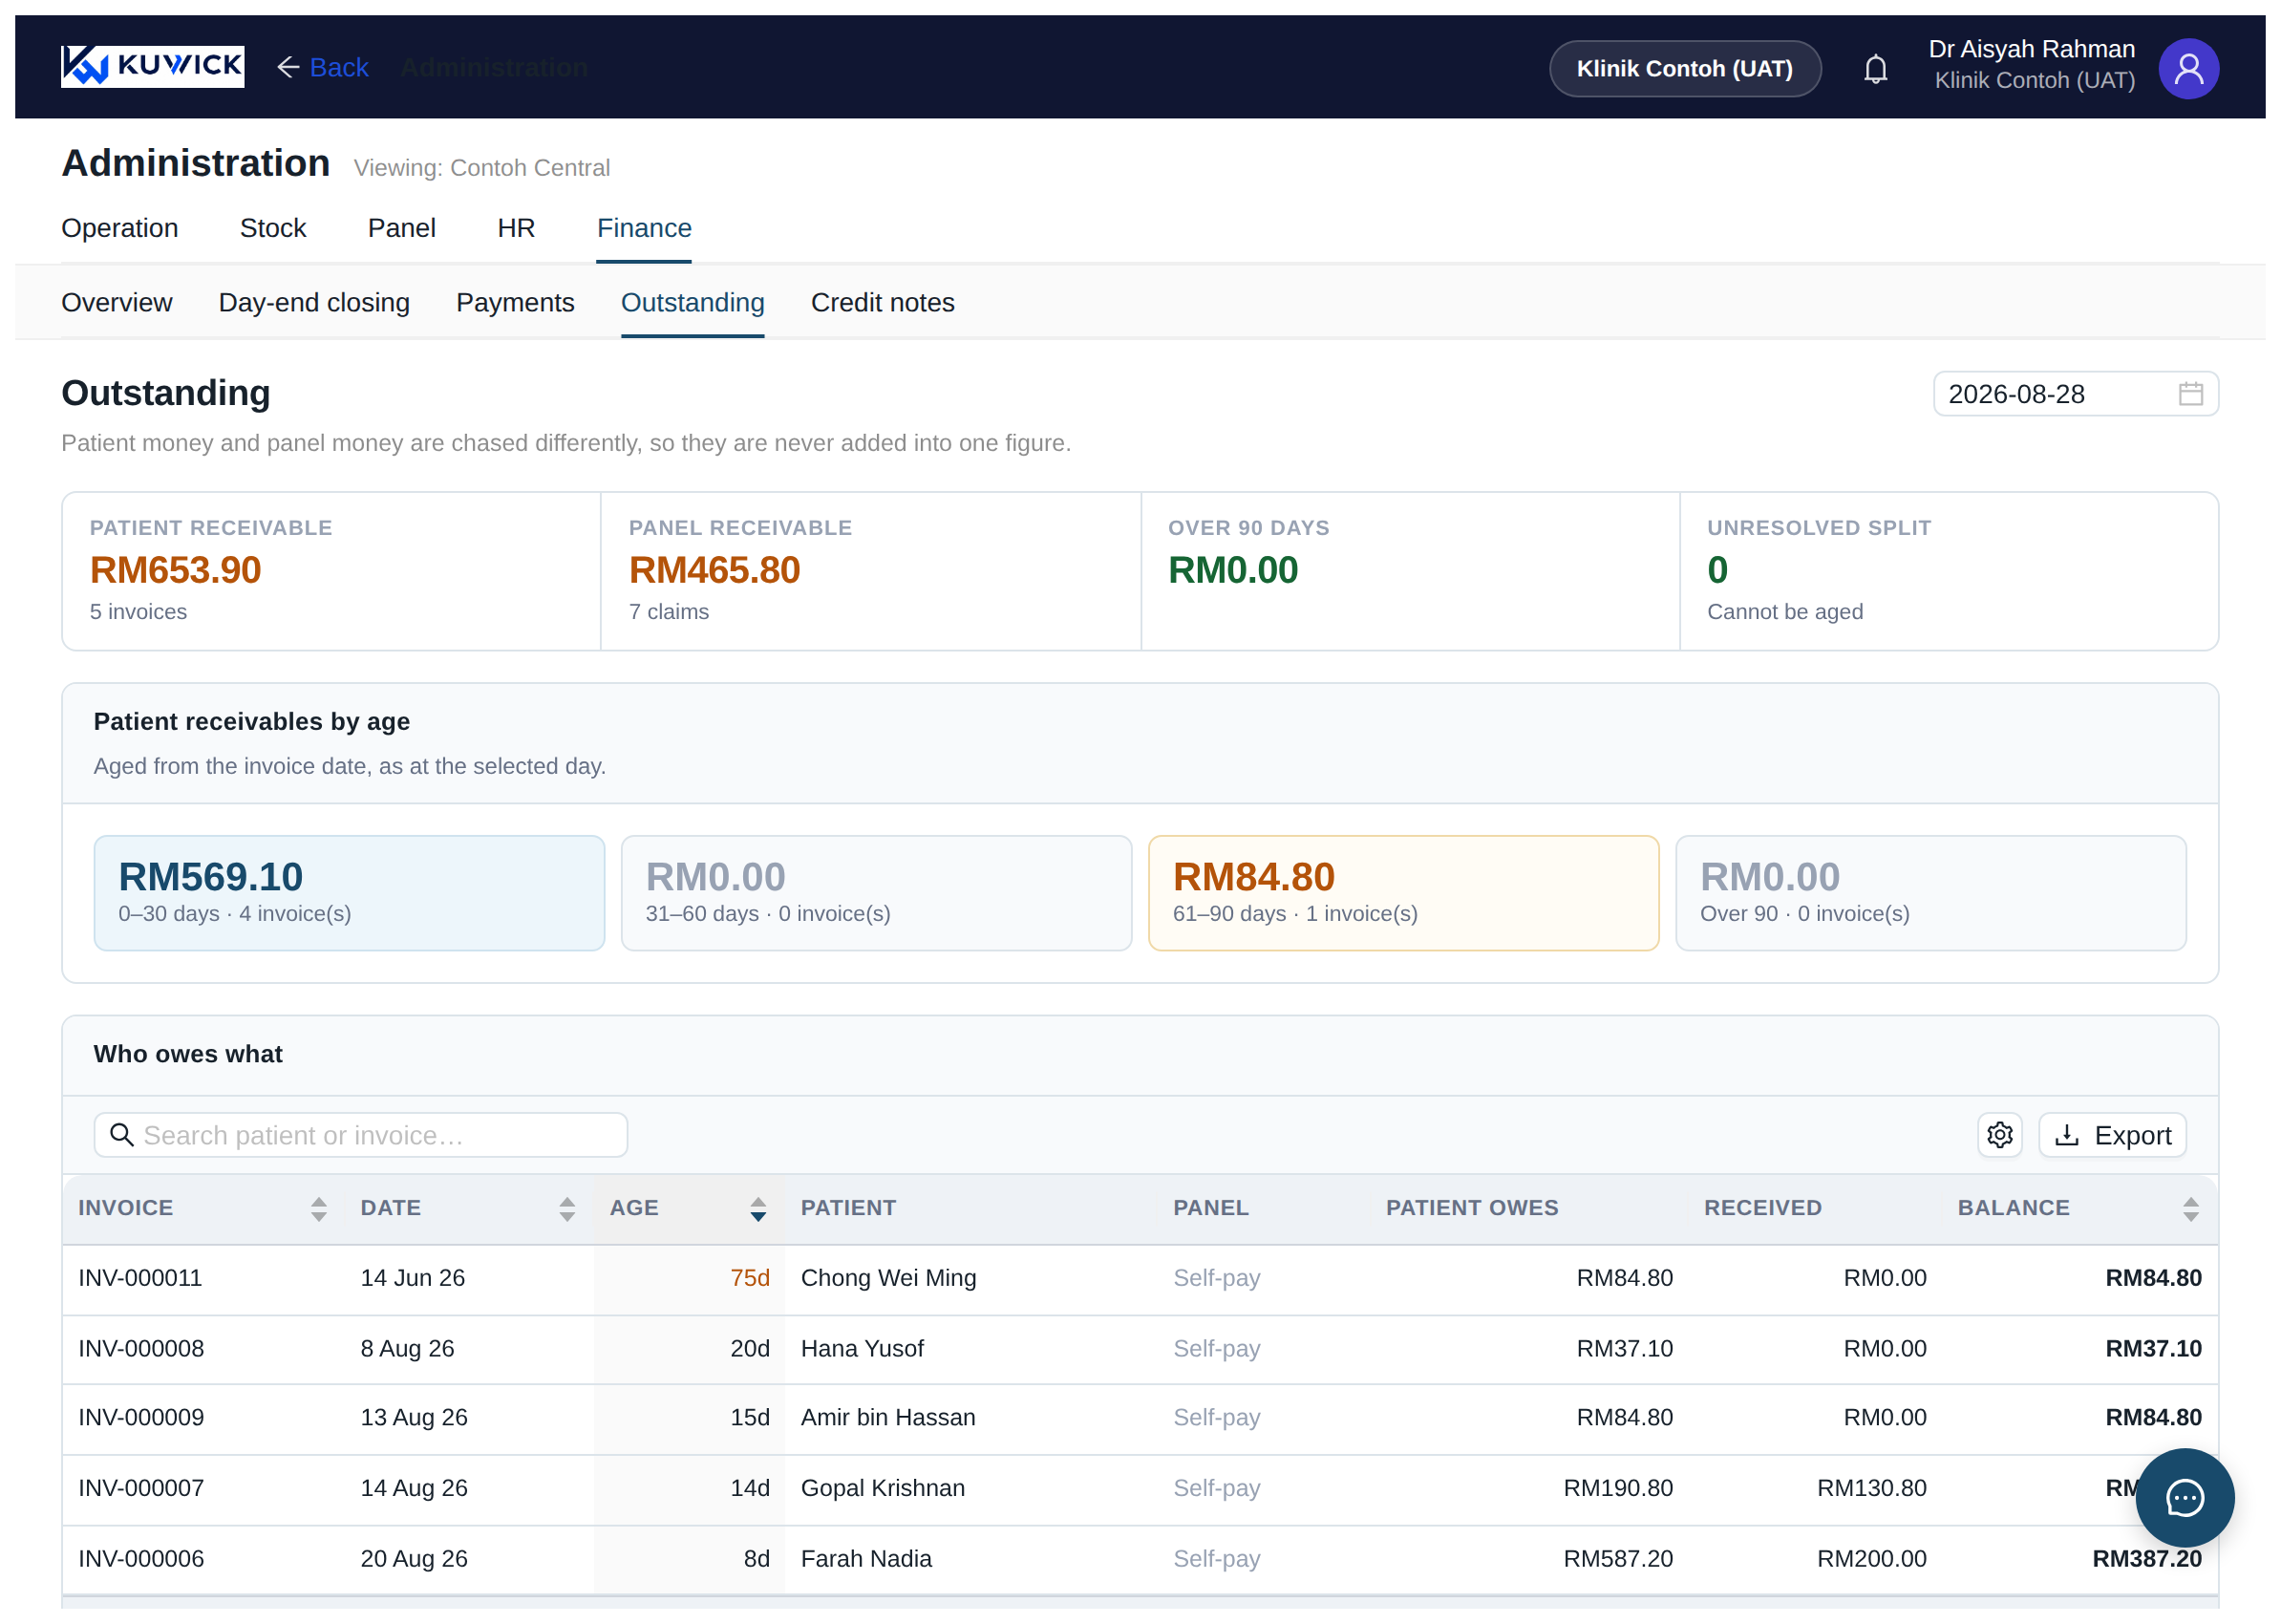 KUWICK
Back Administration
Klinik Contoh (UAT)
Dr Aisyah Rahman
Klinik Contoh (UAT)
Administration Viewing: Contoh Central
Operation Stock Panel HR Finance
Overview Day-end closing Payments Outstanding Credit notes
Outstanding
2026-08-28
Patient money and panel money are chased differently, so they are never added into one figure.
PATIENT RECEIVABLE
RM653.90
5 invoices
PANEL RECEIVABLE
RM465.80
7 claims
OVER 90 DAYS
RM0.00
UNRESOLVED SPLIT
0
Cannot be aged
Patient receivables by age
Aged from the invoice date, as at the selected day.
RM569.10
0–30 days · 4 invoice(s)
RM0.00
31–60 days · 0 invoice(s)
RM84.80
61–90 days · 1 invoice(s)
RM0.00
Over 90 · 0 invoice(s)
Who owes what
Search patient or invoice…
Export
INVOICE DATE AGE PATIENT PANEL PATIENT OWES RECEIVED BALANCE
INV-000011 14 Jun 26 75d Chong Wei Ming Self-pay RM84.80 RM0.00 RM84.80
INV-000008 8 Aug 26 20d Hana Yusof Self-pay RM37.10 RM0.00 RM37.10
INV-000009 13 Aug 26 15d Amir bin Hassan Self-pay RM84.80 RM0.00 RM84.80
INV-000007 14 Aug 26 14d Gopal Krishnan Self-pay RM190.80 RM130.80
INV-000006 20 Aug 26 8d Farah Nadia Self-pay RM587.20 RM200.00 RM387.20